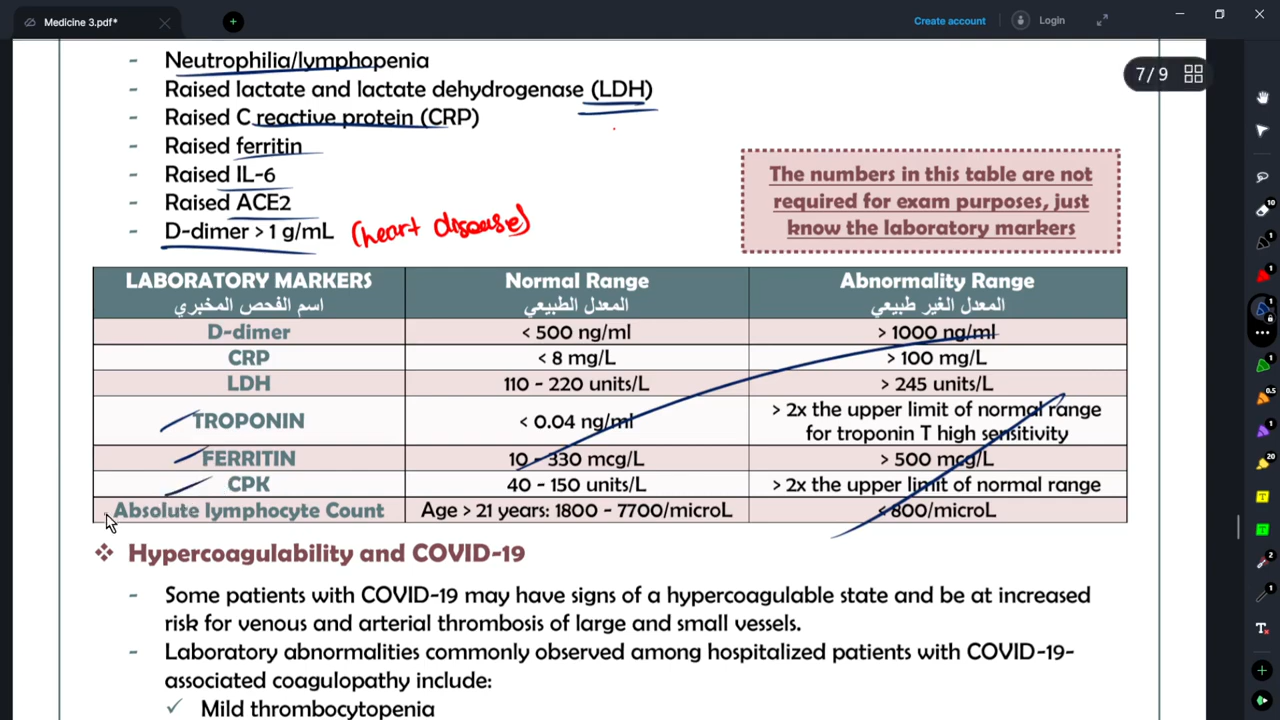 Medicine 3.pdf*
Create account
Login
7/9
- Neutrophilia/lymphopenia
- Raised lactate and lactate dehydrogenase (LDH)
- Raised C reactive protein (CRP)
- Raised ferritin
- Raised IL-6
- Raised ACE2
- D-dimer > 1 g/mL (heart disease)
The numbers in this table are not
required for exam purposes, just
know the laboratory markers
LABORATORY MARKERS Normal Range Abnormality Range
اسم الفحص المخبري المعدل الطبيعي المعدل الغير طبيعي
D-dimer < 500 ng/ml > 1000 ng/ml
CRP < 8 mg/L > 100 mg/L
LDH 110 - 220 units/L > 245 units/L
TROPONIN < 0.04 ng/ml > 2x the upper limit of normal range
for troponin T high sensitivity
FERRITIN 10 - 330 mcg/L > 500 mcg/L
CPK 40 - 150 units/L > 2x the upper limit of normal range
Absolute lymphocyte Count Age > 21 years: 1800 - 7700/microL < 800/microL
❖ Hypercoagulability and COVID-19
- Some patients with COVID-19 may have signs of a hypercoagulable state and be at increased
risk for venous and arterial thrombosis of large and small vessels.
- Laboratory abnormalities commonly observed among hospitalized patients with COVID-19-
associated coagulopathy include:
✓ Mild thrombocytopenia